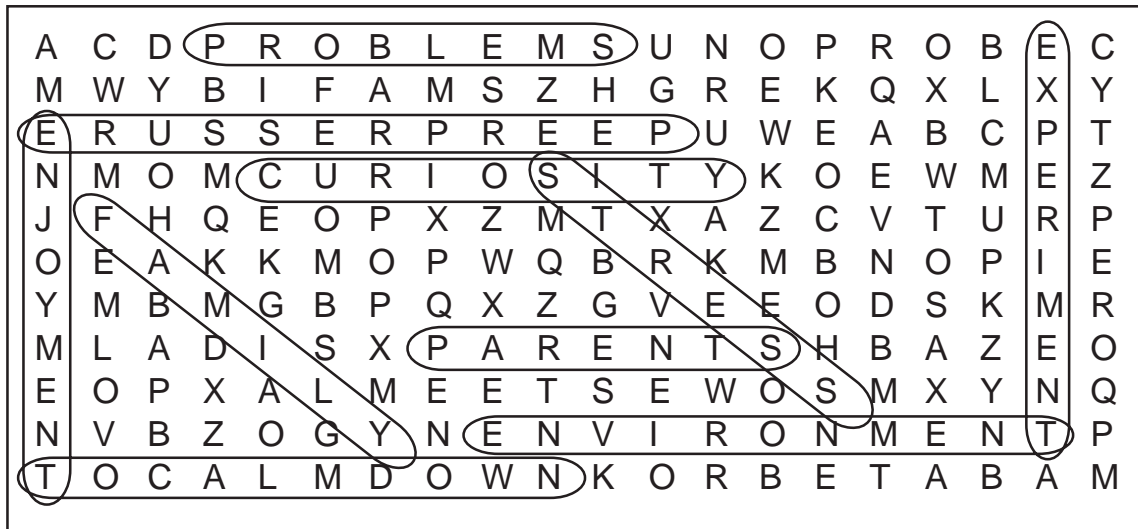 A C D P R O B L E M S U N O P R O B E C
M W Y B I F A M S Z H G R E K Q X L X Y
E R U S S E R P R E E P U W E A B C P T
N M O M C U R I O S I T Y K O E W M E Z
J F H Q E O P X Z M T X A Z C V T U R P
O E A K K M O P W Q B R K M B N O P I E
Y M B M G B P Q X Z G V E E O D S K M R
M L A D I S X P A R E N T S H B A Z E O
E O P X A L M E E T S E W O S M X Y N Q
N V B Z O G Y N E N V I R O N M E N T P
T O C A L M D O W N K O R B E T A B A M